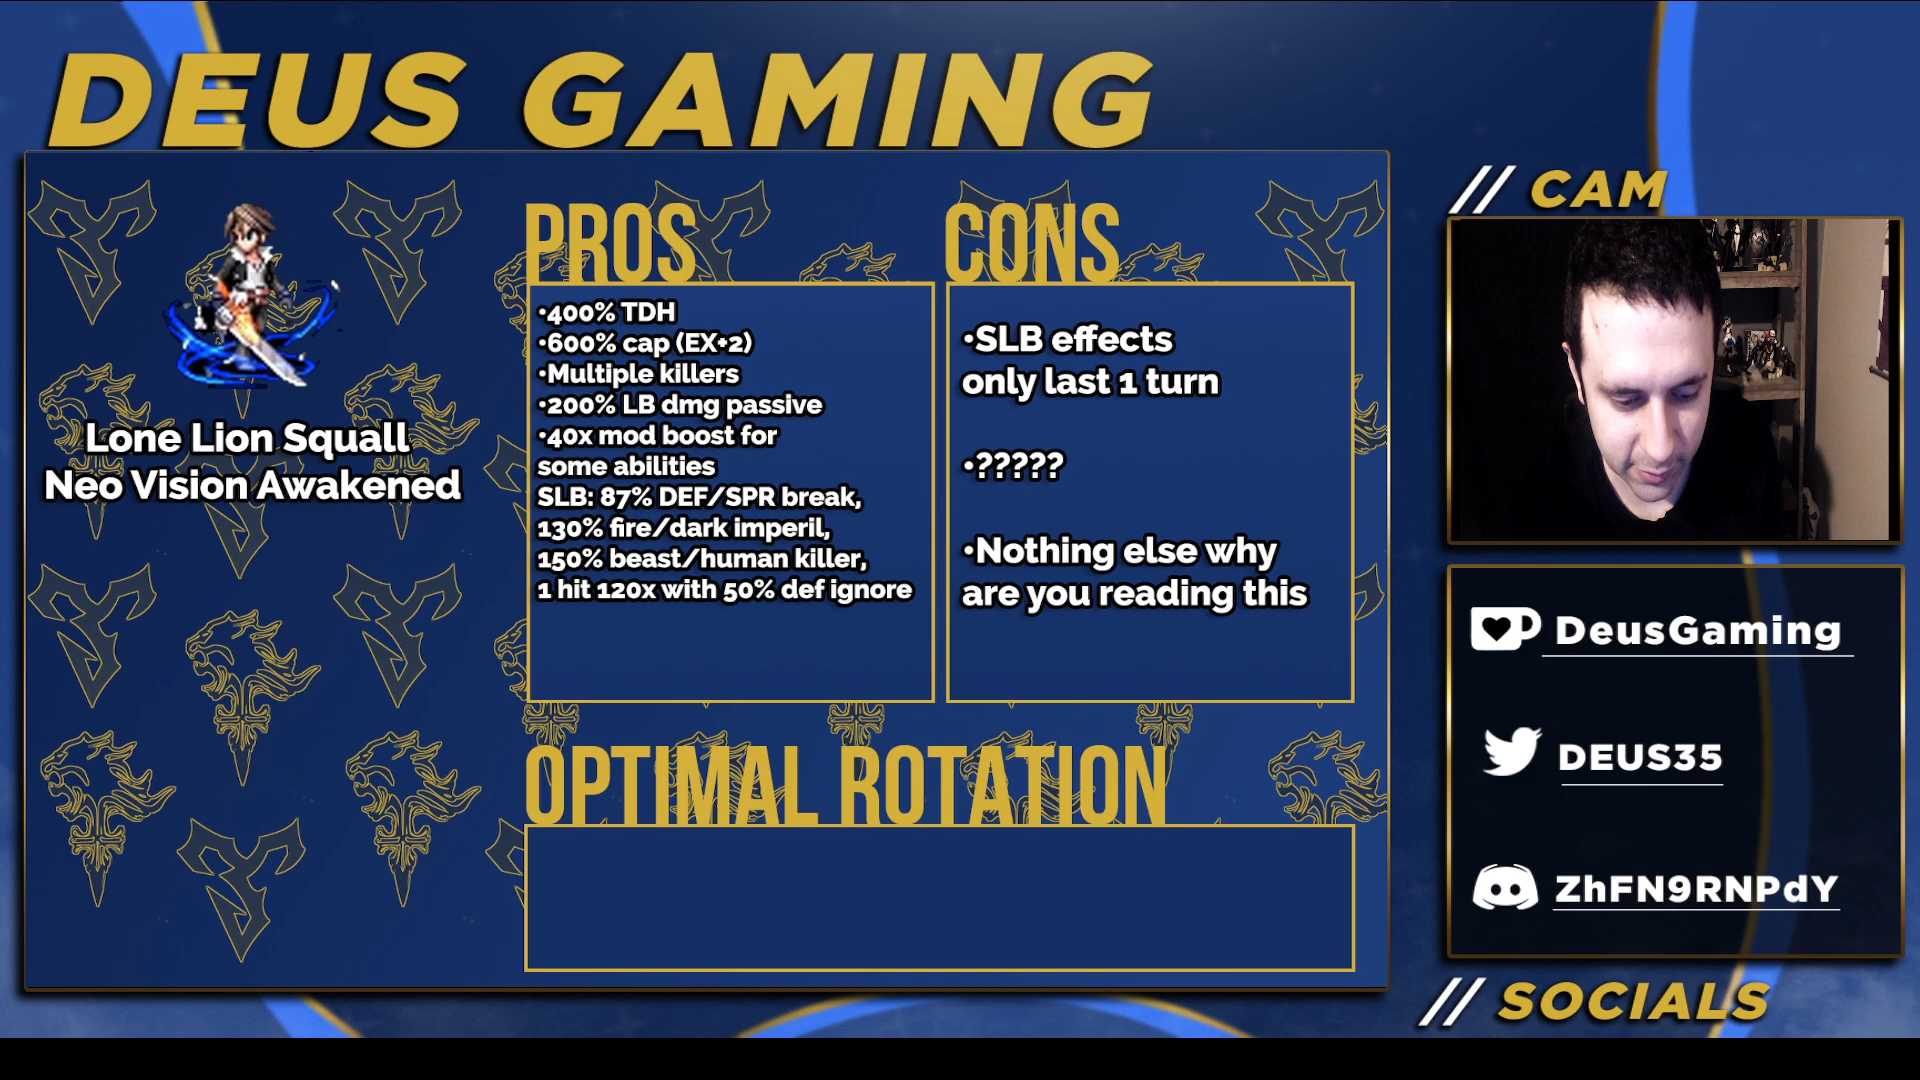 DEUS GAMING
Lone Lion Squall
Neo Vision Awakened
PROS
•400% TDH
•600% cap (EX+2)
•Multiple killers
•200% LB dmg passive
•40x mod boost for
some abilities
SLB: 87% DEF/SPR break,
130% fire/dark imperil,
150% beast/human killer,
1 hit 120x with 50% def ignore
CONS
•SLB effects
only last 1 turn
•?????
•Nothing else why
are you reading this
OPTIMAL ROTATION
// CAM
DeusGaming
DEUS35
ZhFN9RNPdY
// SOCIALS